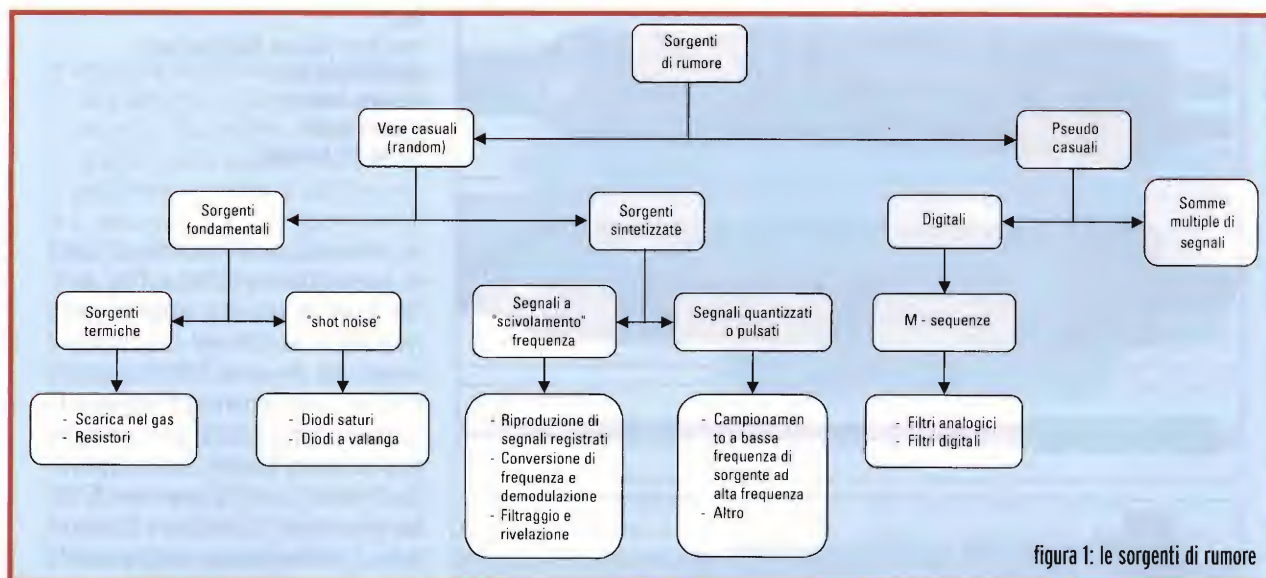 Sorgenti
di rumore
Vere casuali
(random)
Pseudo
casuali
Sorgenti
fondamentali
Sorgenti
sintetizzate
Digitali
Somme
multiple di
segnali
Sorgenti
termiche
"shot noise"
Segnali a
"scivolamento"
frequenza
Segnali quantizzati
o pulsati
M - sequenze
- Scarica nel gas
- Resistori
- Diodi saturi
- Diodi a valanga
- Riproduzione di
segnali registrati
- Conversione di
frequenza e
demodulazione
- Filtraggio e
rivelazione
- Campionamen
to a bassa
frequenza di
sorgente ad
alta frequenza
- Altro
- Filtri analogici
- Filtri digitali
figura 1: le sorgenti di rumore